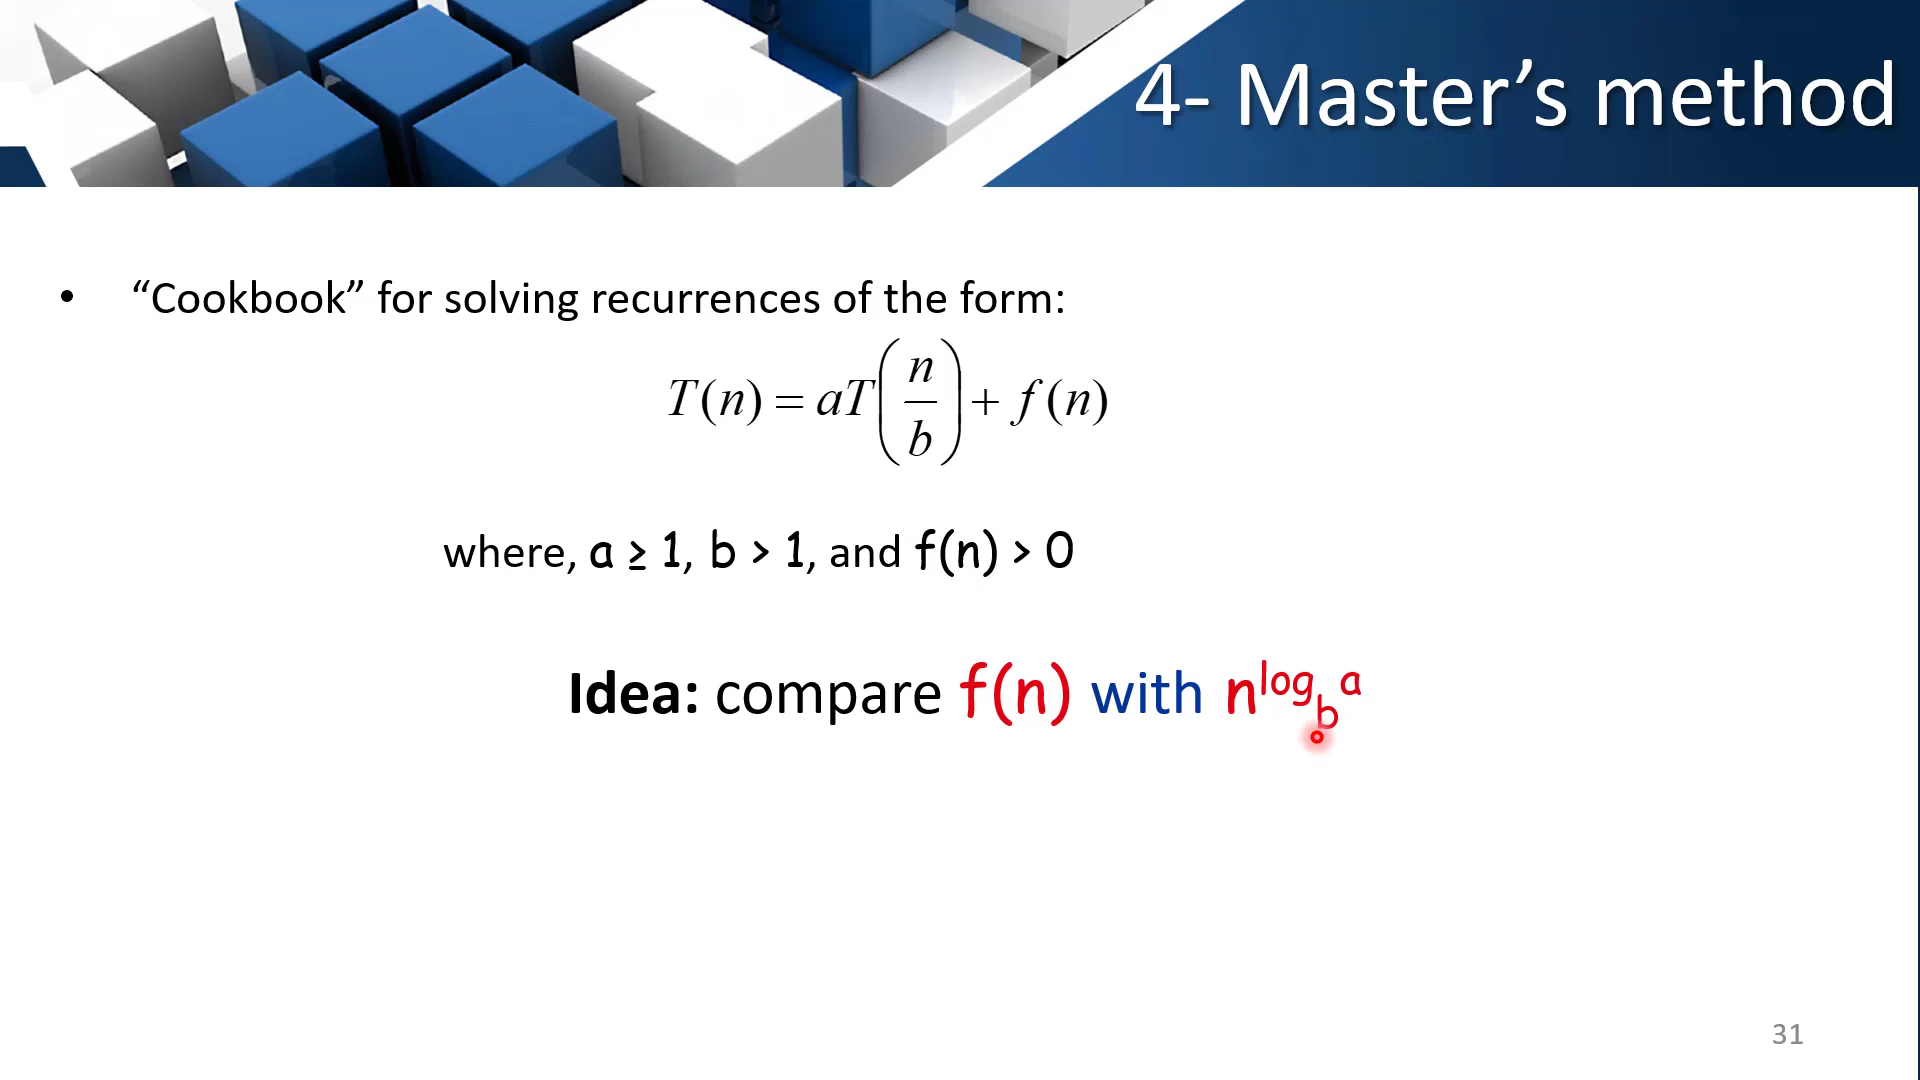 4- Master’s method
• “Cookbook” for solving recurrences of the form:
T(n) = aT(n/b) + f(n)
where, a ≥ 1, b > 1, and f(n) > 0
Idea: compare f(n) with n^log_b a
31